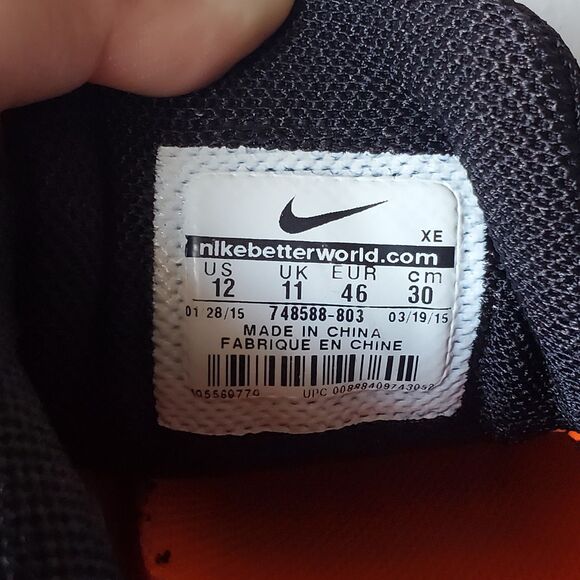 XE
nikebetterworld.com
US UK EUR cm
12 11 46 30
01 28/15 748588-803 03/19/15
MADE IN CHINA
FABRIQUE EN CHINE
UPC